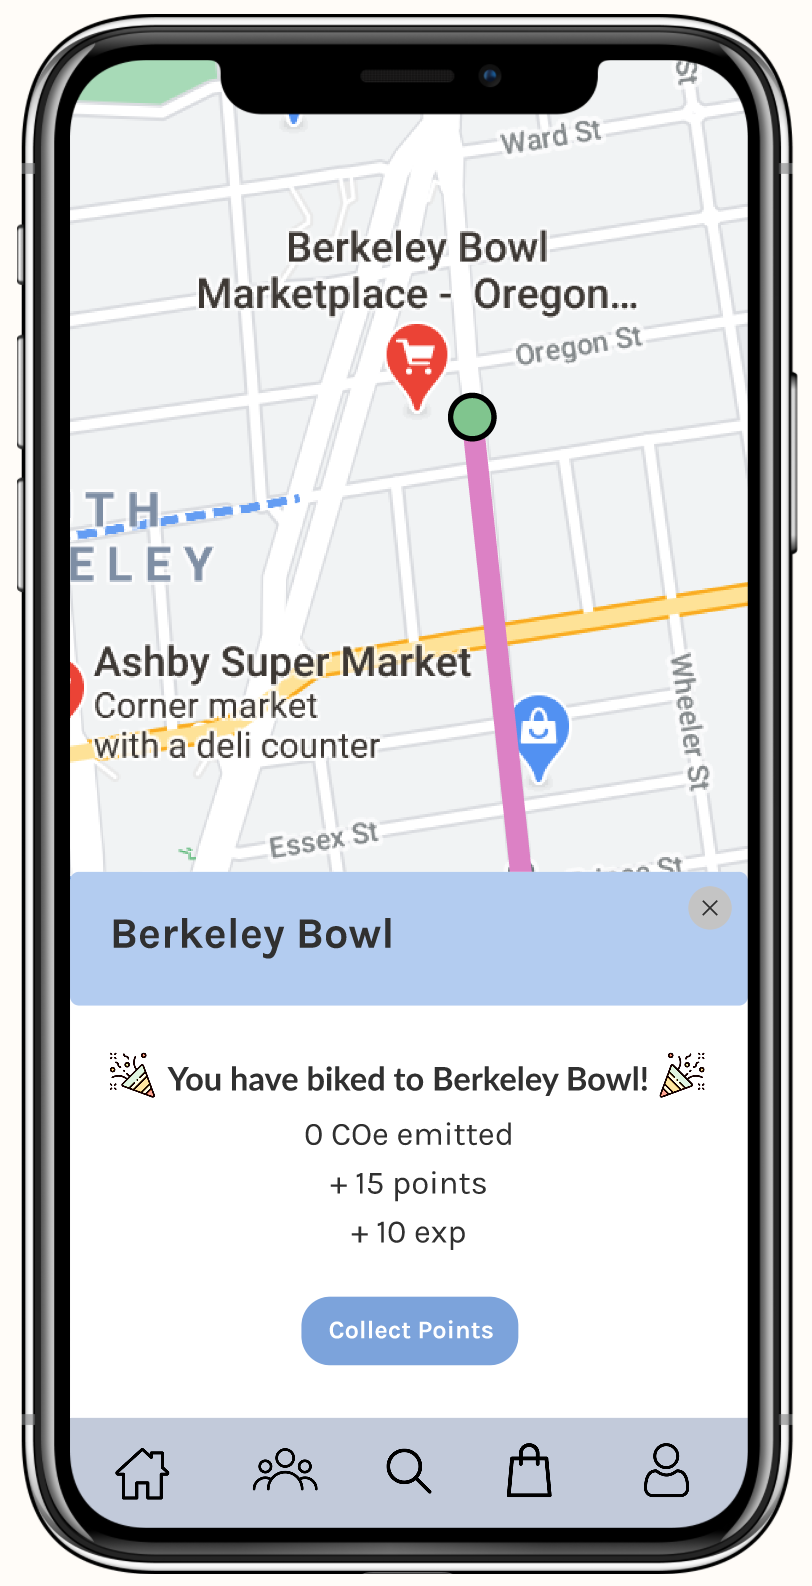 St
Ward St
Berkeley Bowl
Marketplace - Oregon...
Oregon St
TH
ELEY
Ashby Super Market
Corner market
with a deli counter
Wheeler St
Essex St
St
Berkeley Bowl
You have biked to Berkeley Bowl!
0 COe emitted
+ 15 points
+ 10 exp
Collect Points